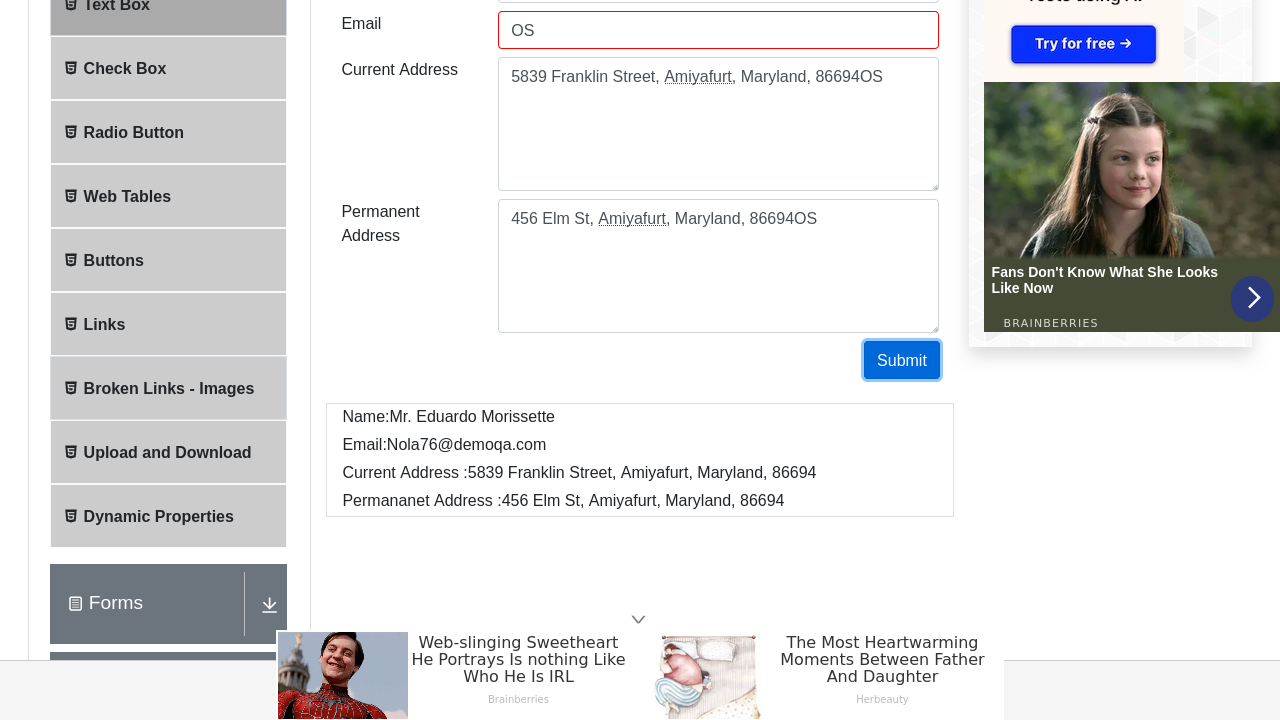 Text Box
Check Box
Radio Button
Web Tables
Buttons
Links
Broken Links - Images
Upload and Download
Dynamic Properties
Forms
Email
OS
Current Address
5839 Franklin Street, Amiyafurt, Maryland, 86694OS
Permanent
Address
456 Elm St, Amiyafurt, Maryland, 86694OS
Submit
Name:Mr. Eduardo Morissette
Email:Nola76@demoqa.com
Current Address :5839 Franklin Street, Amiyafurt, Maryland, 86694
Permananet Address :456 Elm St, Amiyafurt, Maryland, 86694
Try for free →
Fans Don't Know What She Looks
Like Now
BRAINBERRIES
Web-slinging Sweetheart
He Portrays Is nothing Like
Who He Is IRL
Brainberries
The Most Heartwarming
Moments Between Father
And Daughter
Herbeauty